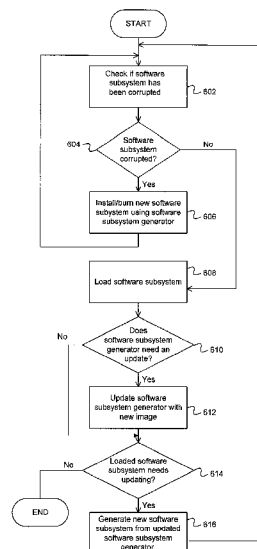 START
Check if software
subsystem has
been corrupted
602
604
Software
subsystem
corrupted?
No
Yes
Install/burn new software
subsystem using software
subsystem generator
606
608
Load software subsystem
No
Does
software subsystem
generator need an
update?
610
Yes
Update software
subsystem generator with
new image
612
No
Loaded software
subsystem needs
updating?
614
END
Yes
Generate new software
subsystem from updated
software subsystem
generator
616